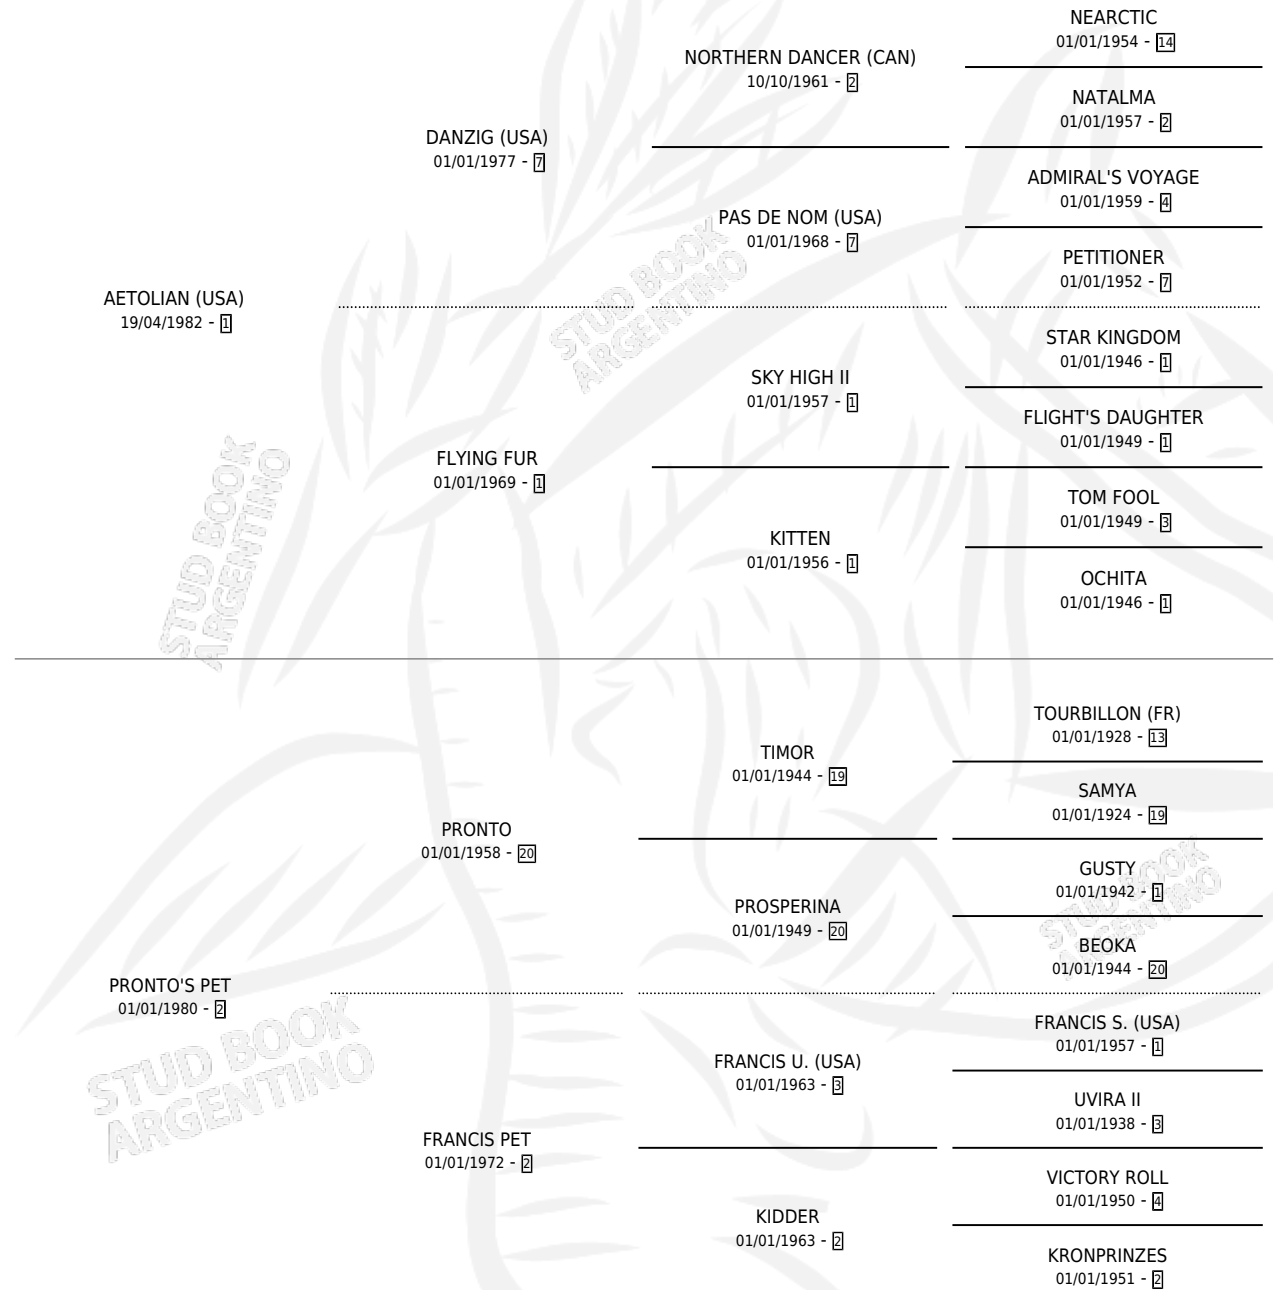 NEARCTIC
01/01/1954 - 14
NORTHERN DANCER (CAN)
10/10/1961 - 2
NATALMA
01/01/1957 - 2
DANZIG (USA)
01/01/1977 - 7
ADMIRAL'S VOYAGE
01/01/1959 - 4
PAS DE NOM (USA)
01/01/1968 - 7
PETITIONER
01/01/1952 - 7
AETOLIAN (USA)
19/04/1982 - 1
STUD BOOK
ARGENTINO
STAR KINGDOM
01/01/1946 - 1
SKY HIGH II
01/01/1957 - 1
FLIGHT'S DAUGHTER
01/01/1949 - 1
FLYING FUR
01/01/1969 - 1
TOM FOOL
01/01/1949 - 3
KITTEN
01/01/1956 - 1
OCHITA
01/01/1946 - 1
STUD BOOK
ARGENTINO
TOURBILLON (FR)
01/01/1928 - 13
TIMOR
01/01/1944 - 19
SAMYA
01/01/1924 - 19
PRONTO
01/01/1958 - 20
GUSTY
01/01/1942 - 1
PROSPERINA
01/01/1949 - 20
STUD BOOK
ARGENTINO
BEOKA
01/01/1944 - 20
PRONTO'S PET
01/01/1980 - 2
FRANCIS S. (USA)
01/01/1957 - 1
FRANCIS U. (USA)
01/01/1963 - 3
STUD BOOK
ARGENTINO
UVIRA II
01/01/1938 - 3
FRANCIS PET
01/01/1972 - 2
VICTORY ROLL
01/01/1950 - 4
KIDDER
01/01/1963 - 2
KRONPRINZES
01/01/1951 - 2